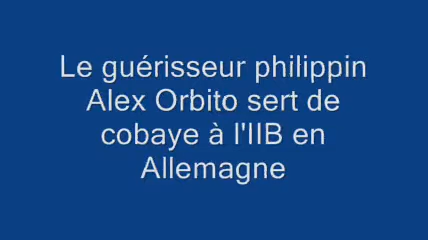 Le guérisseur philippin
Alex Orbito sert de
cobaye à l'IIB en
Allemagne